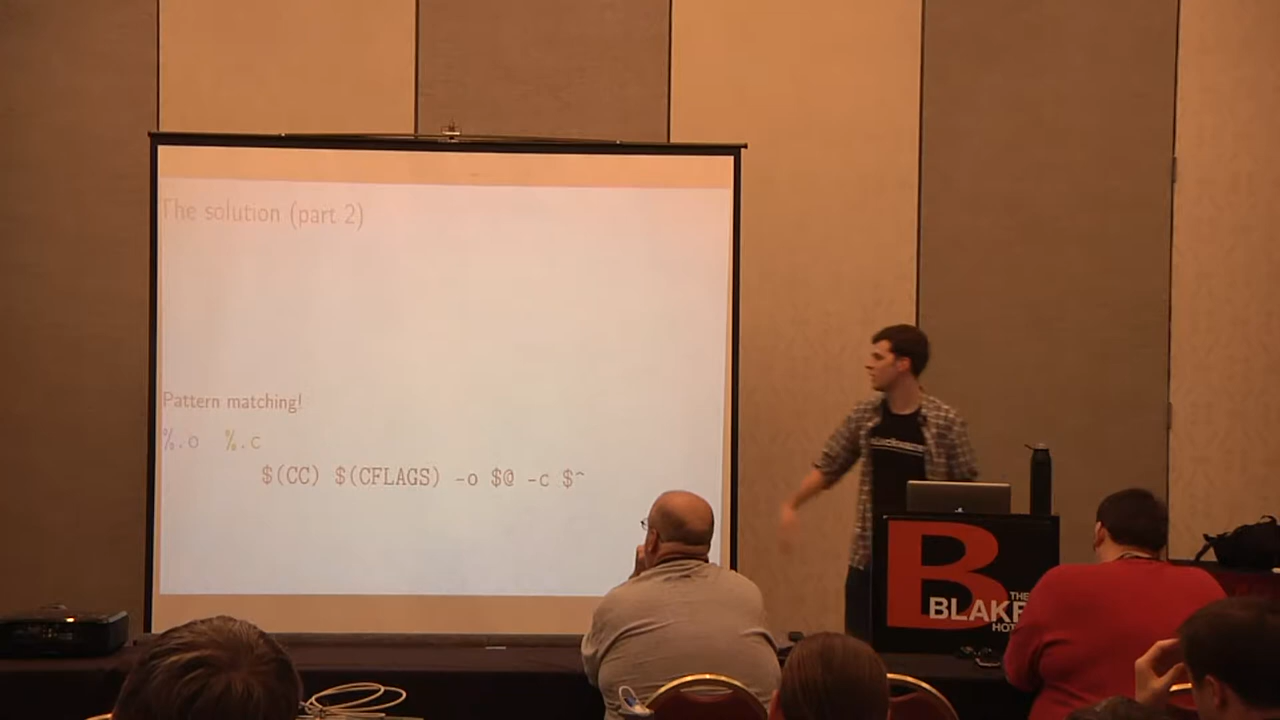 The solution (part 2)
Pattern matching!
%.o %.c
$(CC) $(CFLAGS) -o $@ -c $^
B
THE
BLAKE
HOT